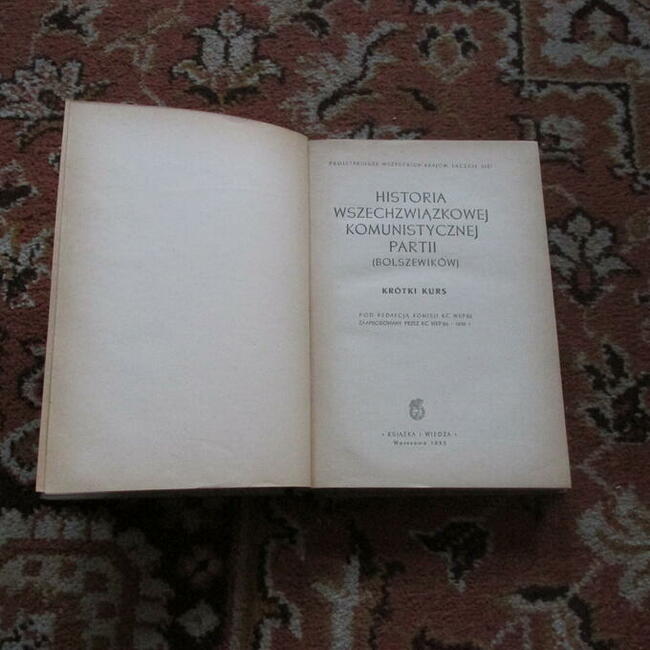 PROLETARIUSZE WSZYSTKICH KRAJÓW, ŁĄCZCIE SIĘ!
HISTORIA
WSZECHZWIĄZKOWEJ
KOMUNISTYCZNEJ
PARTII
(BOLSZEWIKÓW)
KRÓTKI KURS
POD REDAKCJĄ KOMISJI KC WKP(b)
ZAAPROBOWANY PRZEZ KC WKP(b) • 1938 r.
• KSIĄŻKA I WIEDZA •
Warszawa 1953